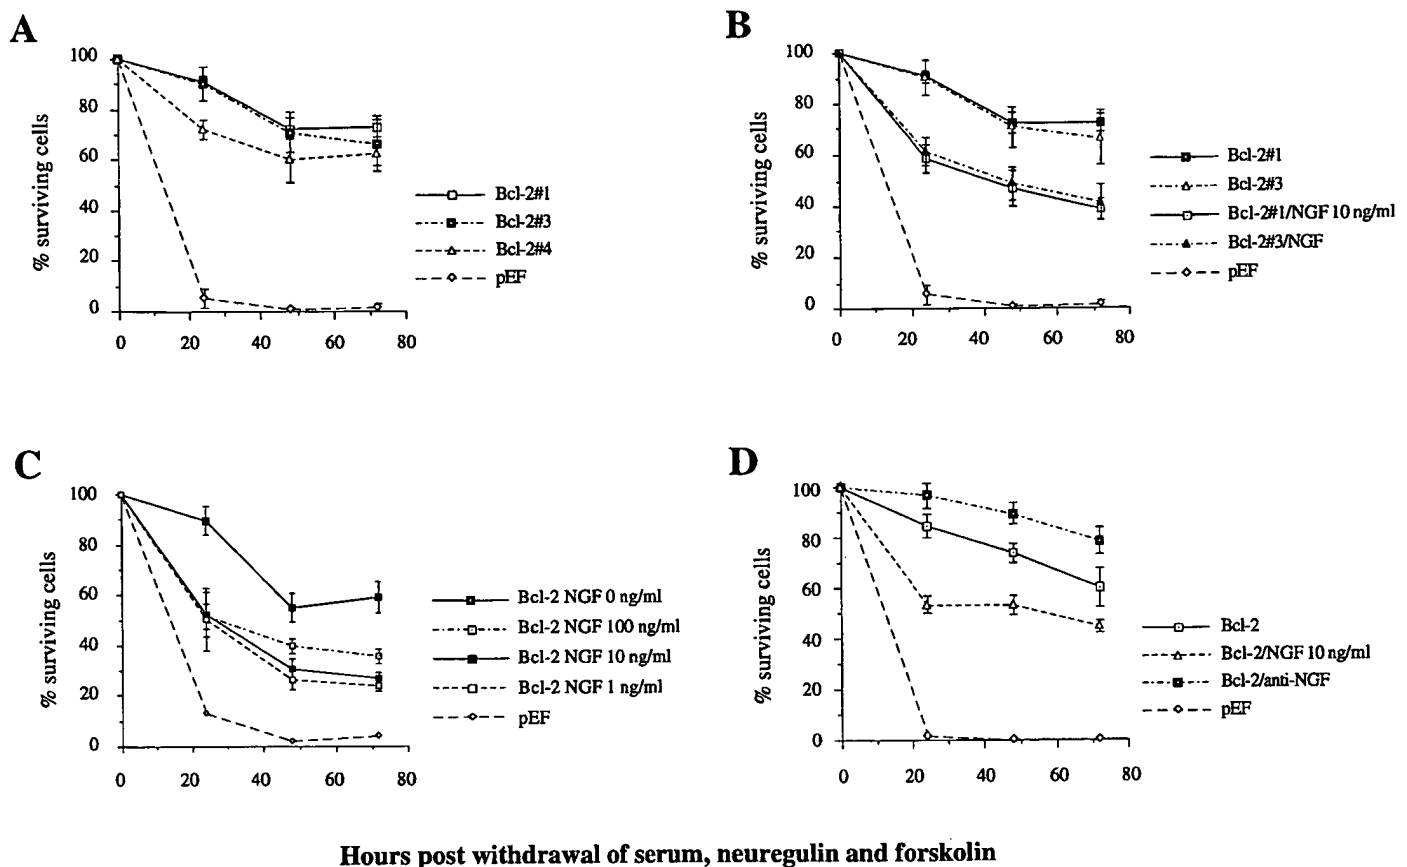 A
% surviving cells
100
80
60
40
20
0
0 20 40 60 80
Bcl-2#1
Bcl-2#3
Bcl-2#4
pEF
B
% surviving cells
100
80
60
40
20
0
0 20 40 60 80
Bcl-2#1
Bcl-2#3
Bcl-2#1/NGF 10 ng/ml
Bcl-2#3/NGF
pEF
C
% surviving cells
100
80
60
40
20
0
0 20 40 60 80
Bcl-2 NGF 0 ng/ml
Bcl-2 NGF 100 ng/ml
Bcl-2 NGF 10 ng/ml
Bcl-2 NGF 1 ng/ml
pEF
D
% surviving cells
100
80
60
40
20
0
0 20 40 60 80
Bcl-2
Bcl-2/NGF 10 ng/ml
Bcl-2/anti-NGF
pEF
Hours post withdrawal of serum, neuregulin and forskolin